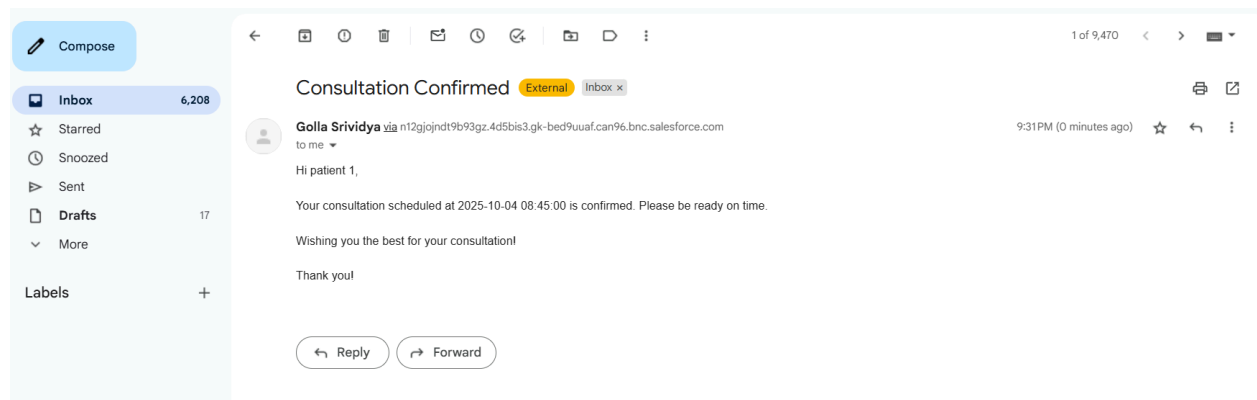 Compose
1 of 9,470
Inbox 6,208
Starred
Snoozed
Sent
Drafts 17
More
Labels
Consultation Confirmed External Inbox ×
Golla Srividya via n12gjojndt9b93gz.4d5bis3.gk-bed9uuaf.can96.bnc.salesforce.com 9:31 PM (0 minutes ago)
to me
Hi patient 1,
Your consultation scheduled at 2025-10-04 08:45:00 is confirmed. Please be ready on time.
Wishing you the best for your consultation!
Thank you!
Reply Forward